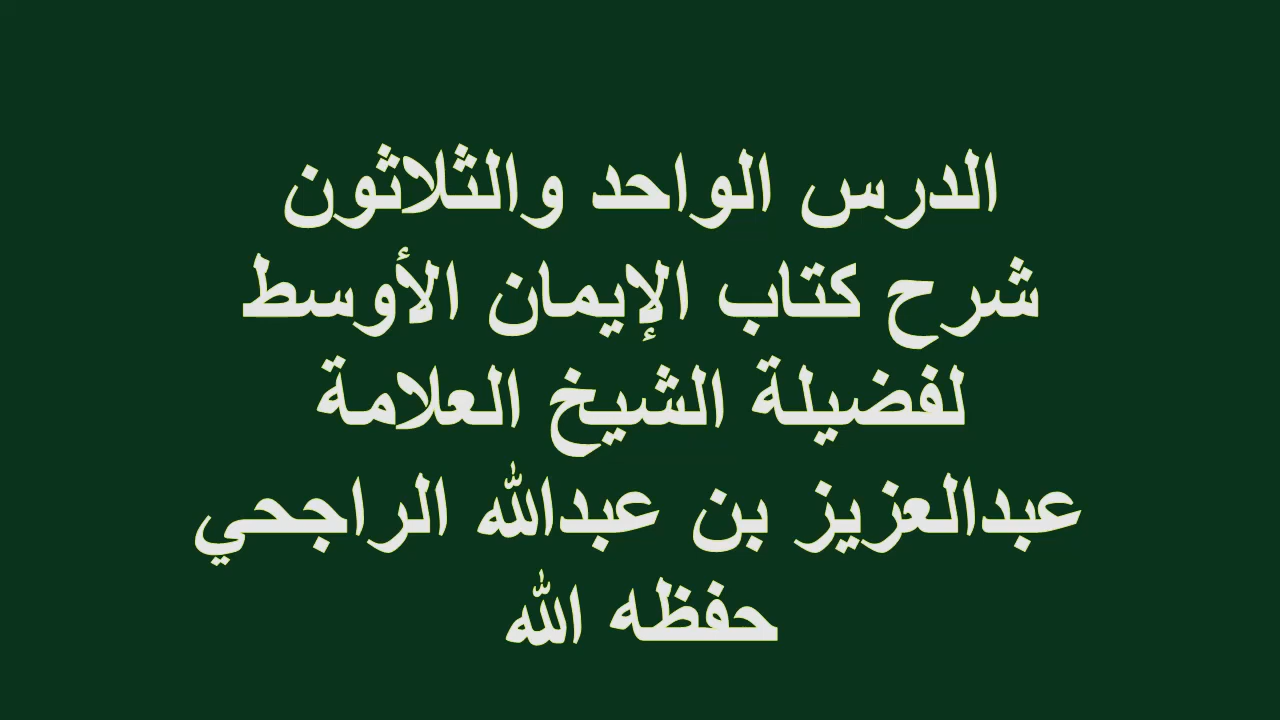 الدرس الواحد والثلاثون
شرح كتاب الإيمان الأوسط
لفضيلة الشيخ العلامة
عبدالعزيز بن عبدالله الراجحي
حفظه الله